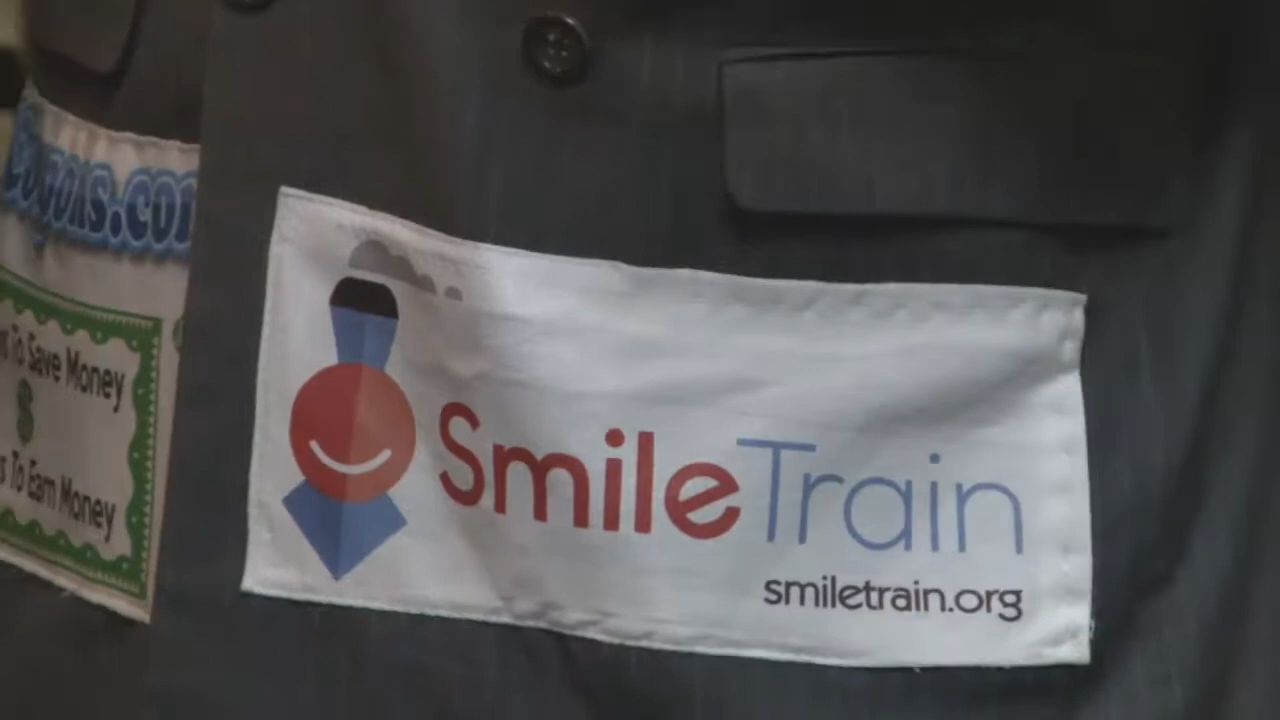 To Save Money
$
To Earn Money
SmileTrain
smiletrain.org